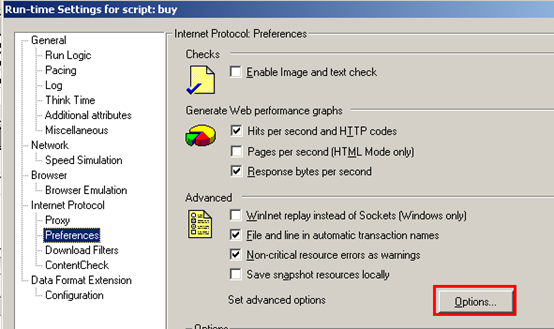 Run-time Settings for script: buy
General
Run Logic
Pacing
Log
Think Time
Additional attributes
Miscellaneous
Network
Speed Simulation
Browser
Browser Emulation
Internet Protocol
Proxy
Preferences
Download Filters
ContentCheck
Data Format Extension
Configuration
Internet Protocol: Preferences
Checks
Enable Image and text check
Generate Web performance graphs
Hits per second and HTTP codes
Pages per second (HTML Mode only)
Response bytes per second
Advanced
WinInet replay instead of Sockets (Windows only)
File and line in automatic transaction names
Non-critical resource errors as warnings
Save snapshot resources locally
Set advanced options
Options...
Options